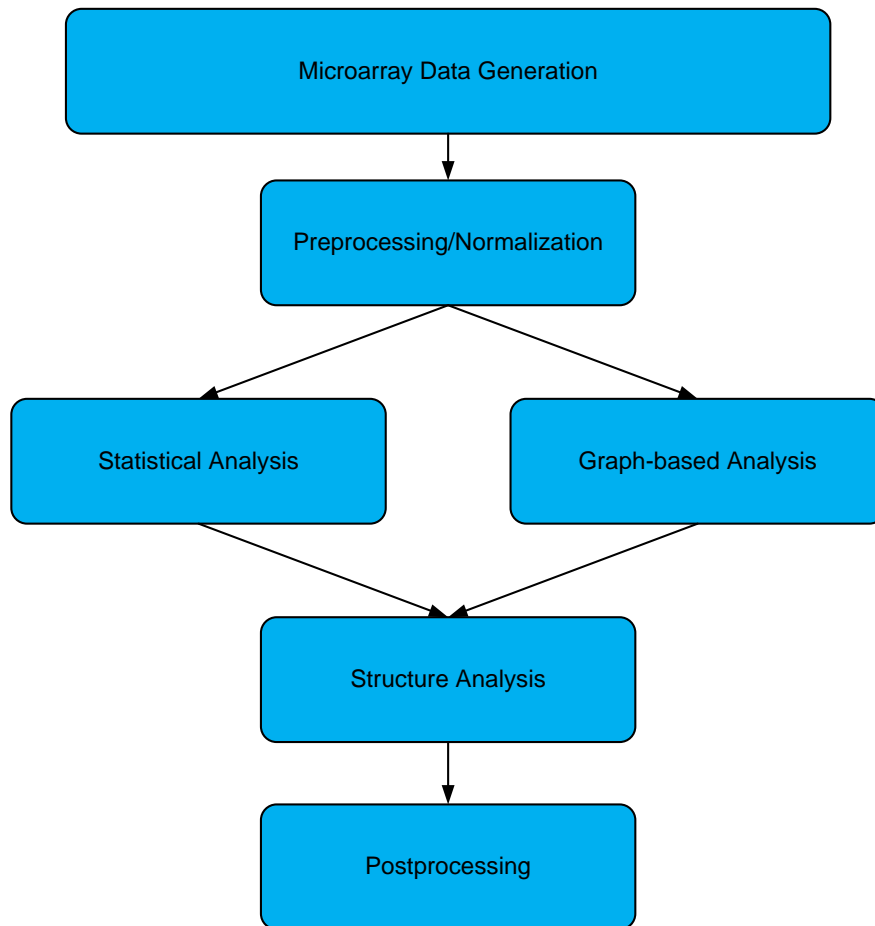 Microarray Data Generation
Preprocessing/Normalization
Statistical Analysis
Graph-based Analysis
Structure Analysis
Postprocessing